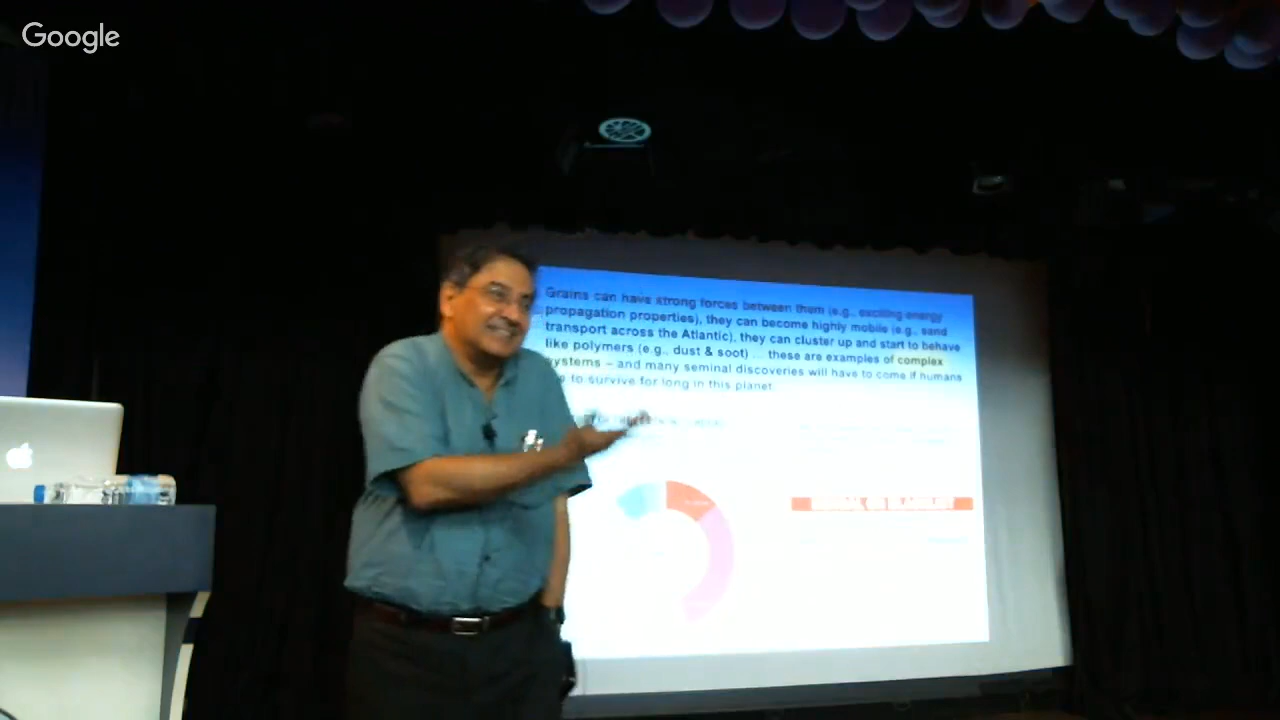 Google
Grains can have strong forces between them (e.g., exciting energy
propagation properties), they can become highly mobile (e.g., sand
transport across the Atlantic), they can cluster up and start to behave
like polymers (e.g., dust & soot) ... these are examples of complex
systems – and many seminal discoveries will have to come if humans
to survive for long in this planet